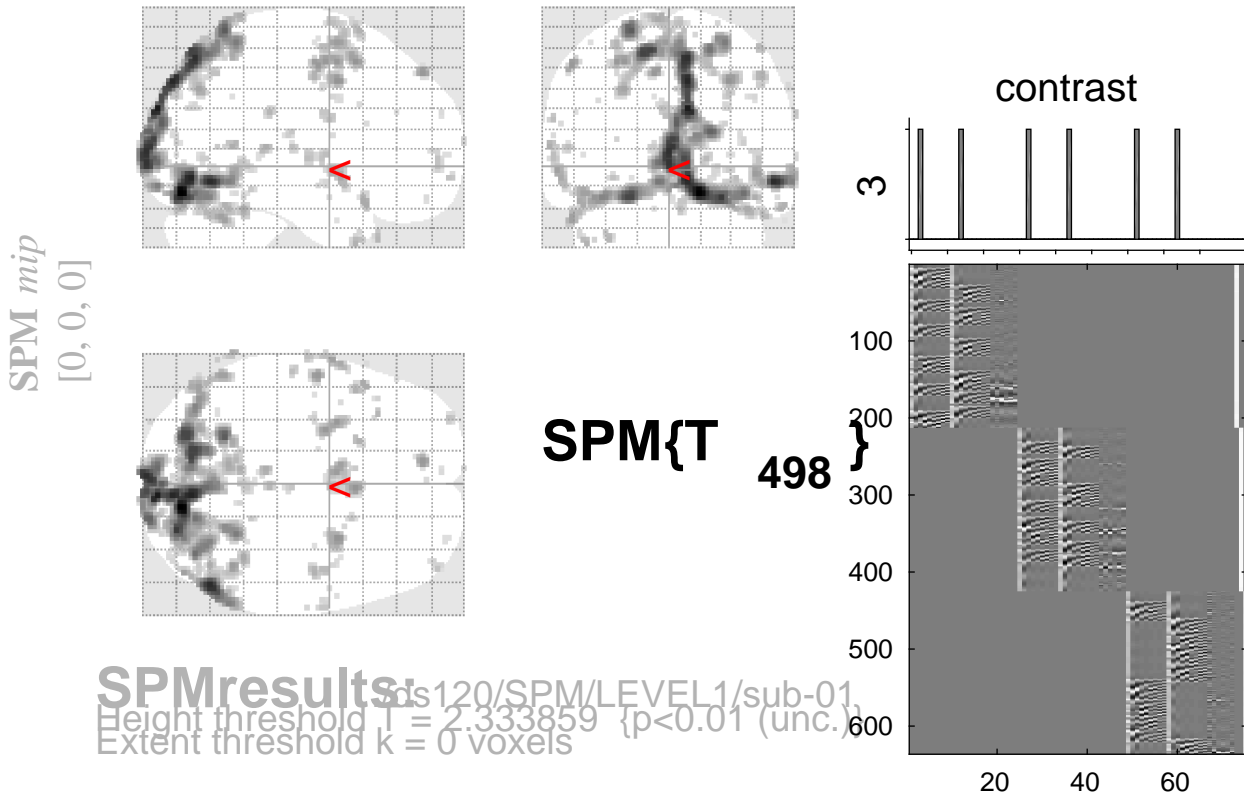 contrast
3
SPM mip
[0, 0, 0]
<
<
<
SPM{T498}
100
200
300
400
500
600
20 40 60
SPMresults: /ds120/SPM/LEVEL1/sub-01
Height threshold T = 2.333859 {p<0.01 (unc.)}
Extent threshold k = 0 voxels